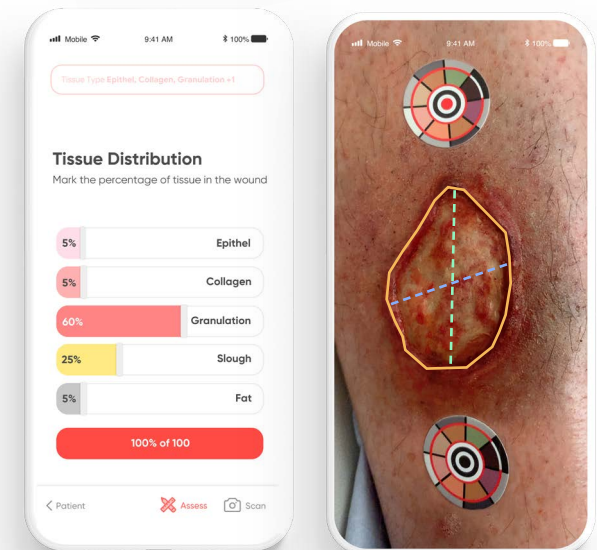 Mobile 9:41 AM 100%
Tissue Type Epithel, Collagen, Granulation +1
Tissue Distribution
Mark the percentage of tissue in the wound
5% Epithel
5% Collagen
60% Granulation
25% Slough
5% Fat
100% of 100
Patient Assess Scan
Mobile 9:41 AM 100%